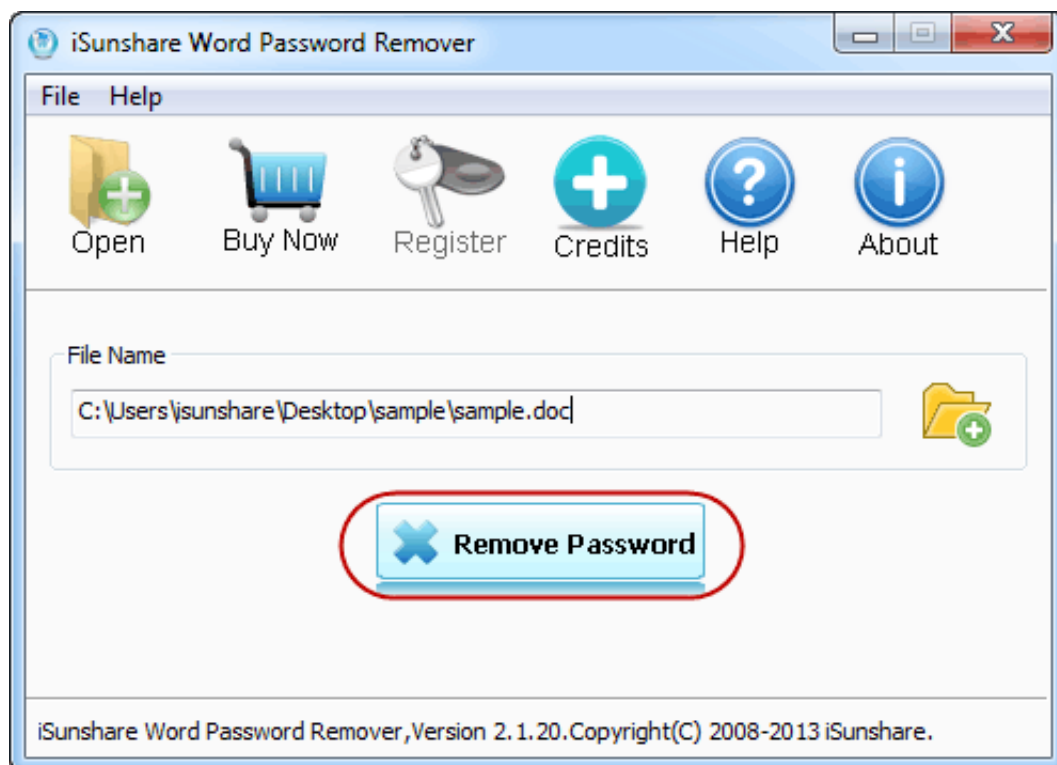 iSunshare Word Password Remover
File Help
Open Buy Now Register Credits Help About
File Name
C:\Users\isunshare\Desktop\sample\sample.doc
Remove Password
iSunshare Word Password Remover,Version 2.1.20.Copyright(C) 2008-2013 iSunshare.